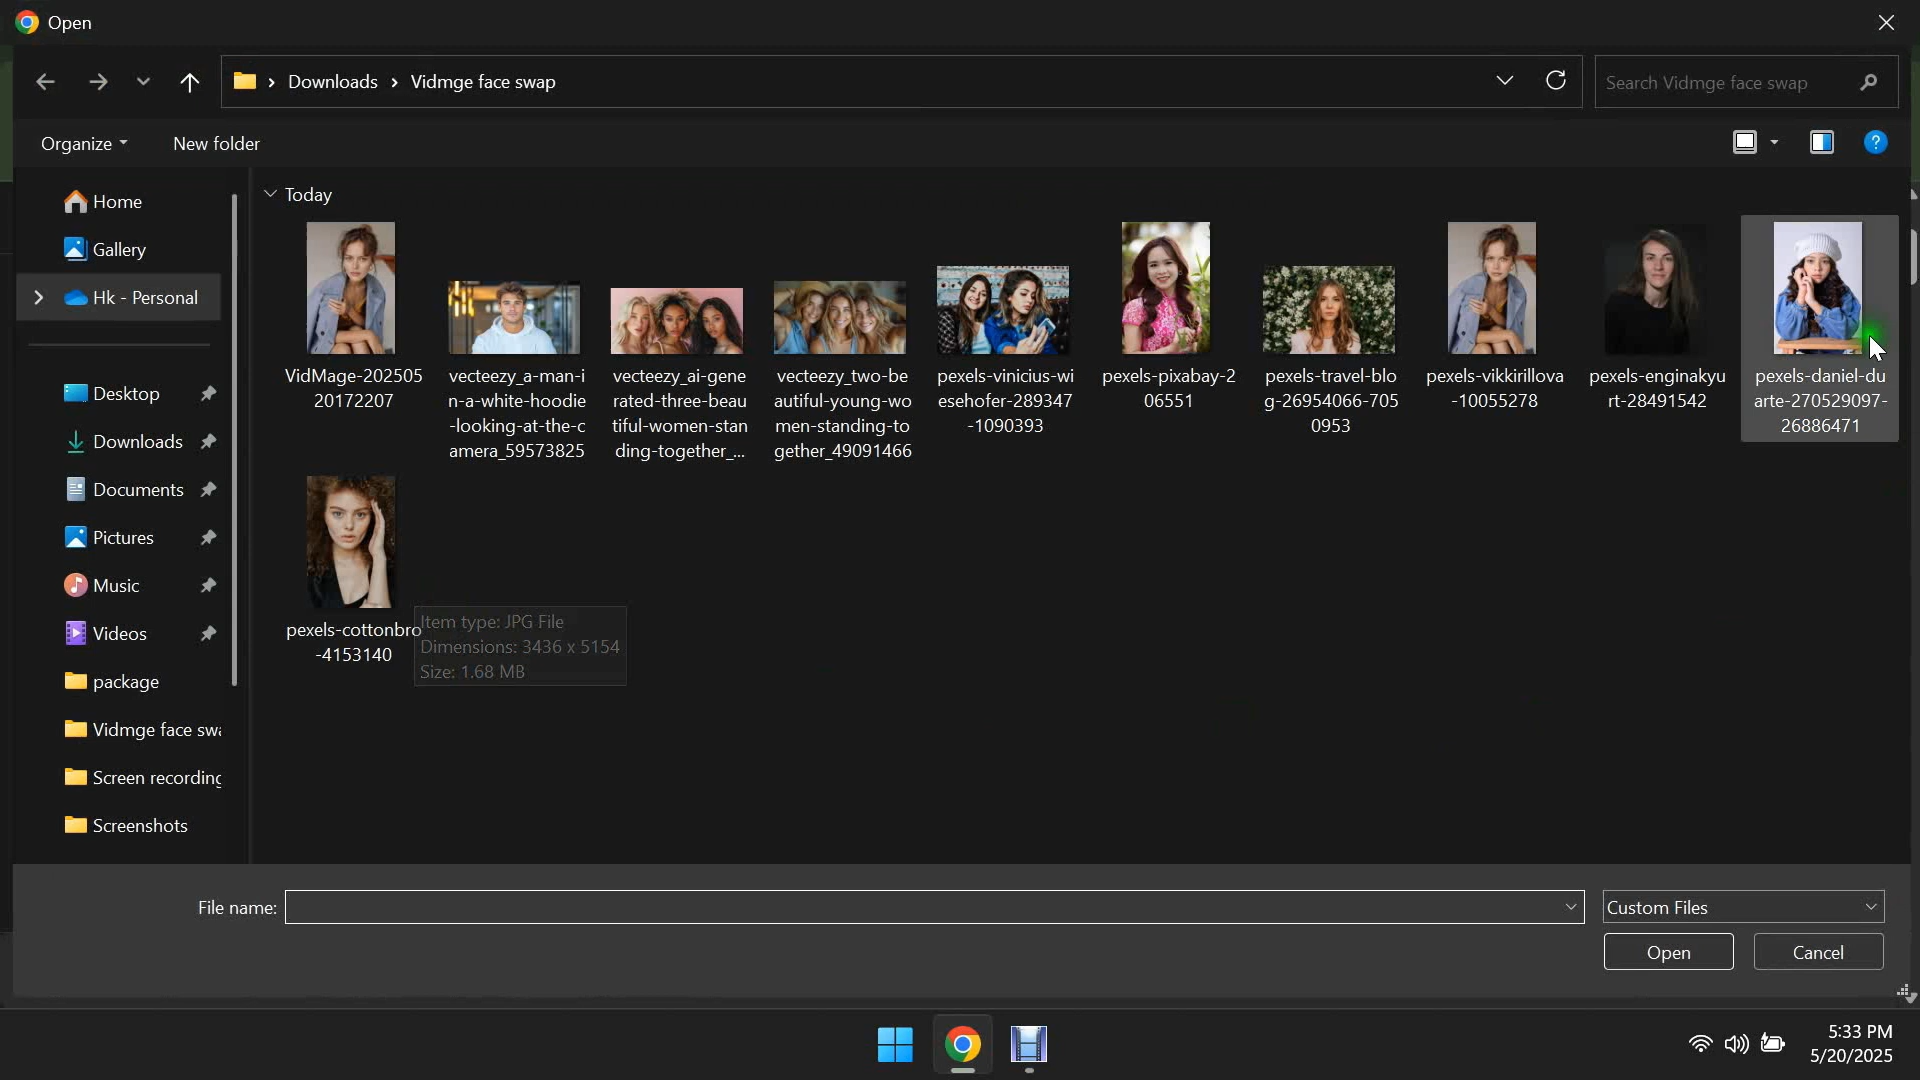 Open
Downloads
Vidmge face swap
Search Vidmge face swap
Organize
New folder
?
Home
Gallery
Hk - Personal
Desktop
Downloads
Documents
Pictures
Music
Videos
package
Vidmge face swa
Screen recording
Screenshots
Today
VidMage-202505
20172207
vecteezy_a-man-i
n-a-white-hoodie
-looking-at-the-c
amera_59573825
vecteezy_ai-gene
rated-three-beau
tiful-women-stan
ding-together_...
vecteezy_two-be
autiful-young-wo
men-standing-to
gether_49091466
pexels-vinicius-wi
esehofer-289347
-1090393
pexels-pixabay-2
06551
pexels-travel-blo
g-26954066-705
0953
pexels-vikkirillova
-10055278
pexels-enginakyu
rt-28491542
pexels-daniel-du
arte-270529097-
26886471
pexels-cottonbro
-4153140
Item type: JPG File
Dimensions: 3436 x 5154
Size: 1.68 MB
File name:
Custom Files
Open
Cancel
5:33 PM
5/20/2025